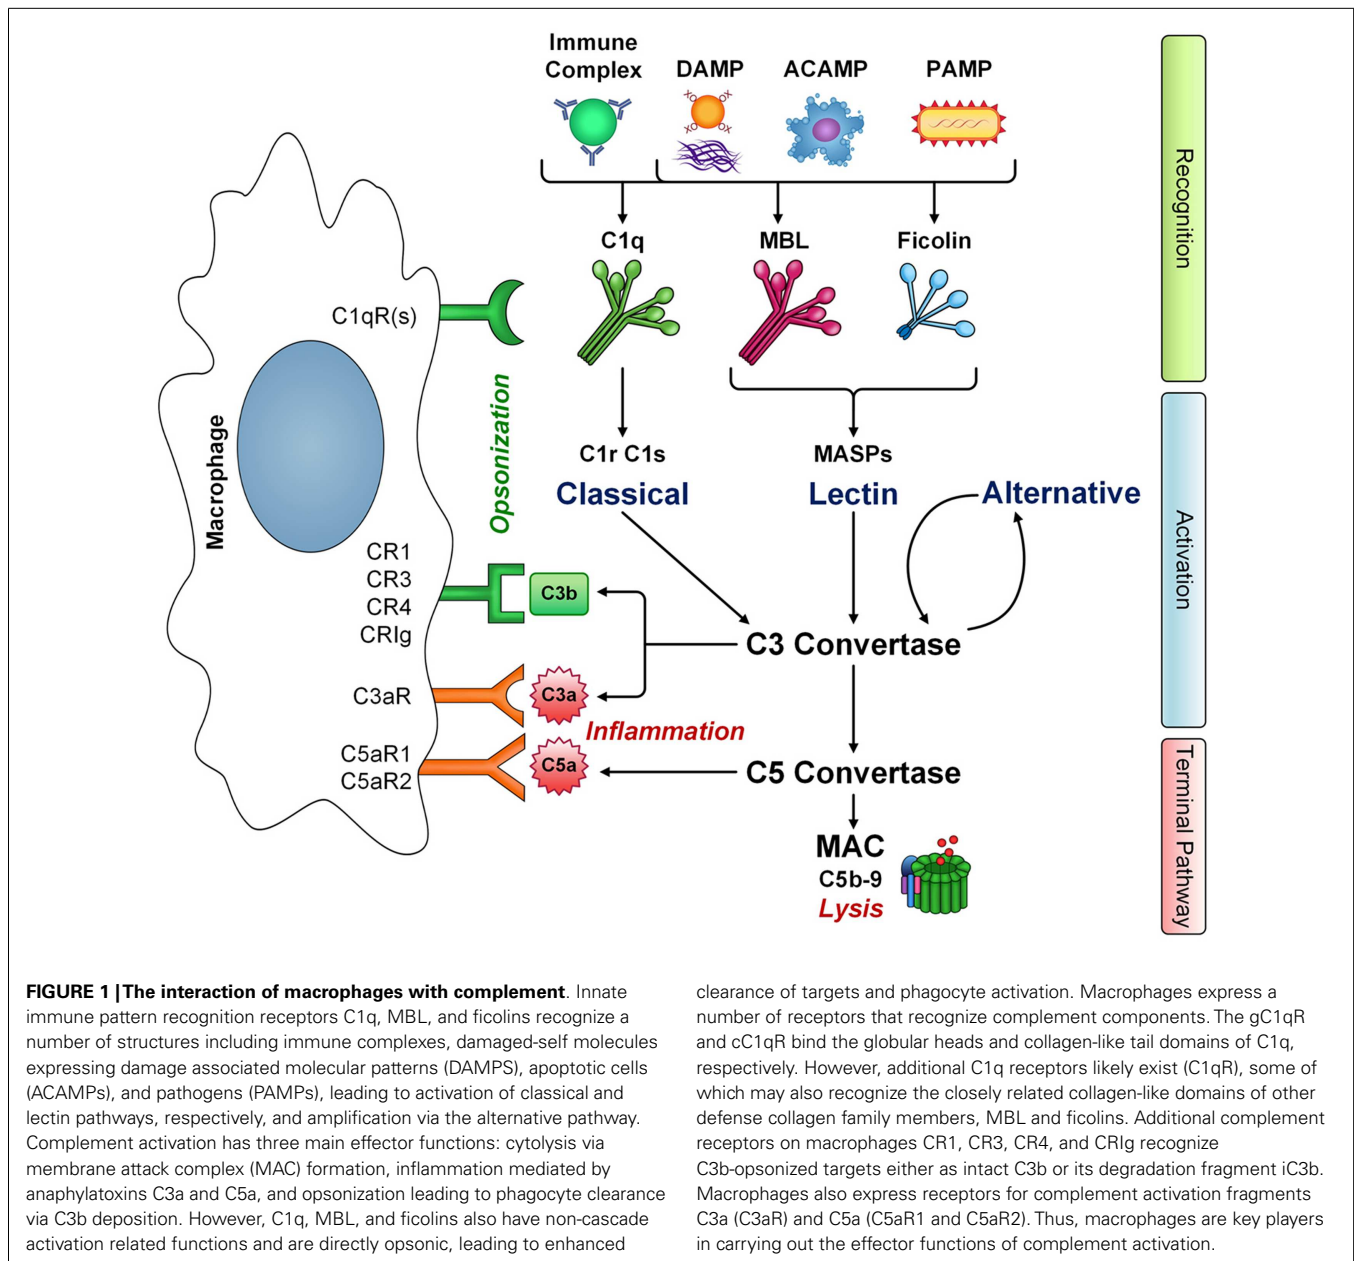 Immune
Complex
DAMP
ACAMP
PAMP
OX
OX
XO
OX
C1q
MBL
Ficolin
Recognition
C1qR(s)
Opsonization
Macrophage
C1r C1s
Classical
MASPs
Lectin
Alternative
Activation
CR1
CR3
CR4
CRIg
C3b
C3 Convertase
C3aR
C3a
Inflammation
C5aR1
C5aR2
C5a
C5 Convertase
Terminal Pathway
MAC
C5b-9
Lysis
FIGURE 1 | The interaction of macrophages with complement. Innate
immune pattern recognition receptors C1q, MBL, and ficolins recognize a
number of structures including immune complexes, damaged-self molecules
expressing damage associated molecular patterns (DAMPS), apoptotic cells
(ACAMPs), and pathogens (PAMPs), leading to activation of classical and
lectin pathways, respectively, and amplification via the alternative pathway.
Complement activation has three main effector functions: cytolysis via
membrane attack complex (MAC) formation, inflammation mediated by
anaphylatoxins C3a and C5a, and opsonization leading to phagocyte clearance
via C3b deposition. However, C1q, MBL, and ficolins also have non-cascade
activation related functions and are directly opsonic, leading to enhanced
clearance of targets and phagocyte activation. Macrophages express a
number of receptors that recognize complement components. The gC1qR
and cC1qR bind the globular heads and collagen-like tail domains of C1q,
respectively. However, additional C1q receptors likely exist (C1qR), some of
which may also recognize the closely related collagen-like domains of other
defense collagen family members, MBL and ficolins. Additional complement
receptors on macrophages CR1, CR3, CR4, and CRIg recognize
C3b-opsonized targets either as intact C3b or its degradation fragment iC3b.
Macrophages also express receptors for complement activation fragments
C3a (C3aR) and C5a (C5aR1 and C5aR2). Thus, macrophages are key players
in carrying out the effector functions of complement activation.